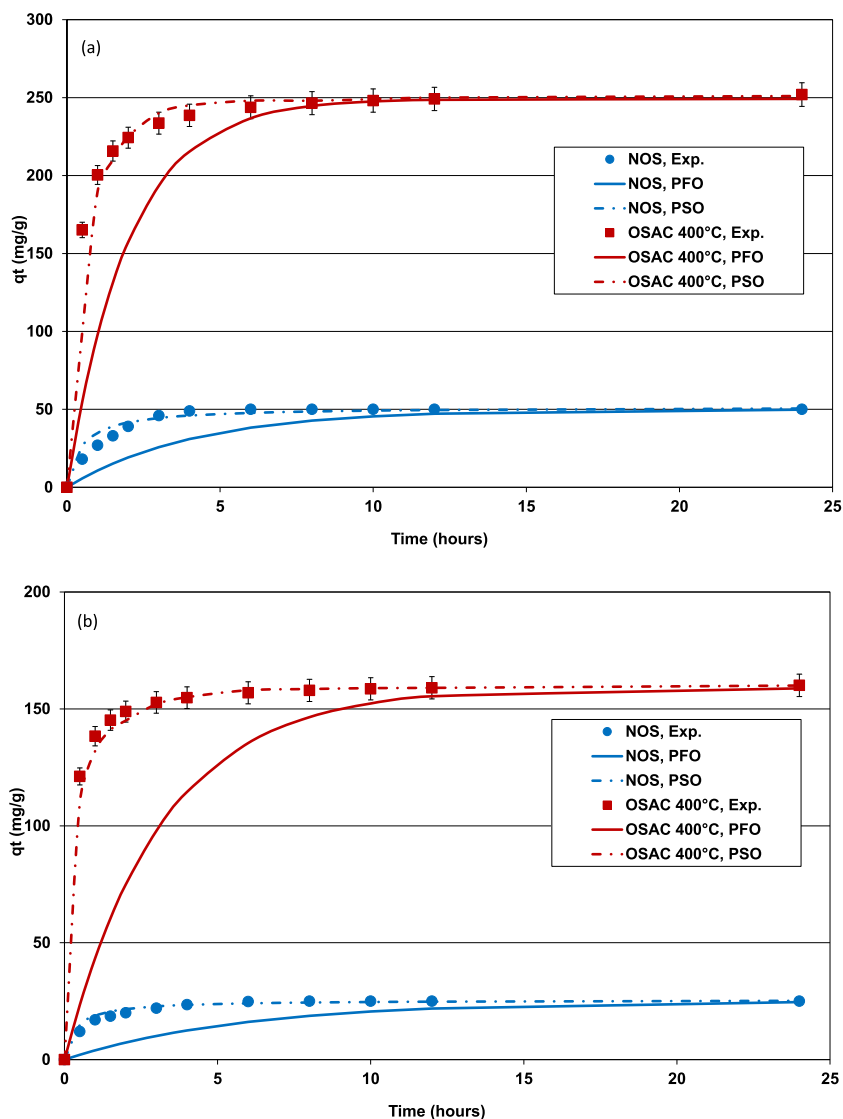 (a)
300
250
200
150
100
50
0
qt (mg/g)
NOS, Exp.
NOS, PFO
NOS, PSO
OSAC 400°C, Exp.
OSAC 400°C, PFO
OSAC 400°C, PSO
0 5 10 15 20 25
Time (hours)
(b)
200
150
100
50
0
qt (mg/g)
NOS, Exp.
NOS, PFO
NOS, PSO
OSAC 400°C, Exp.
OSAC 400°C, PFO
OSAC 400°C, PSO
0 5 10 15 20 25
Time (hours)